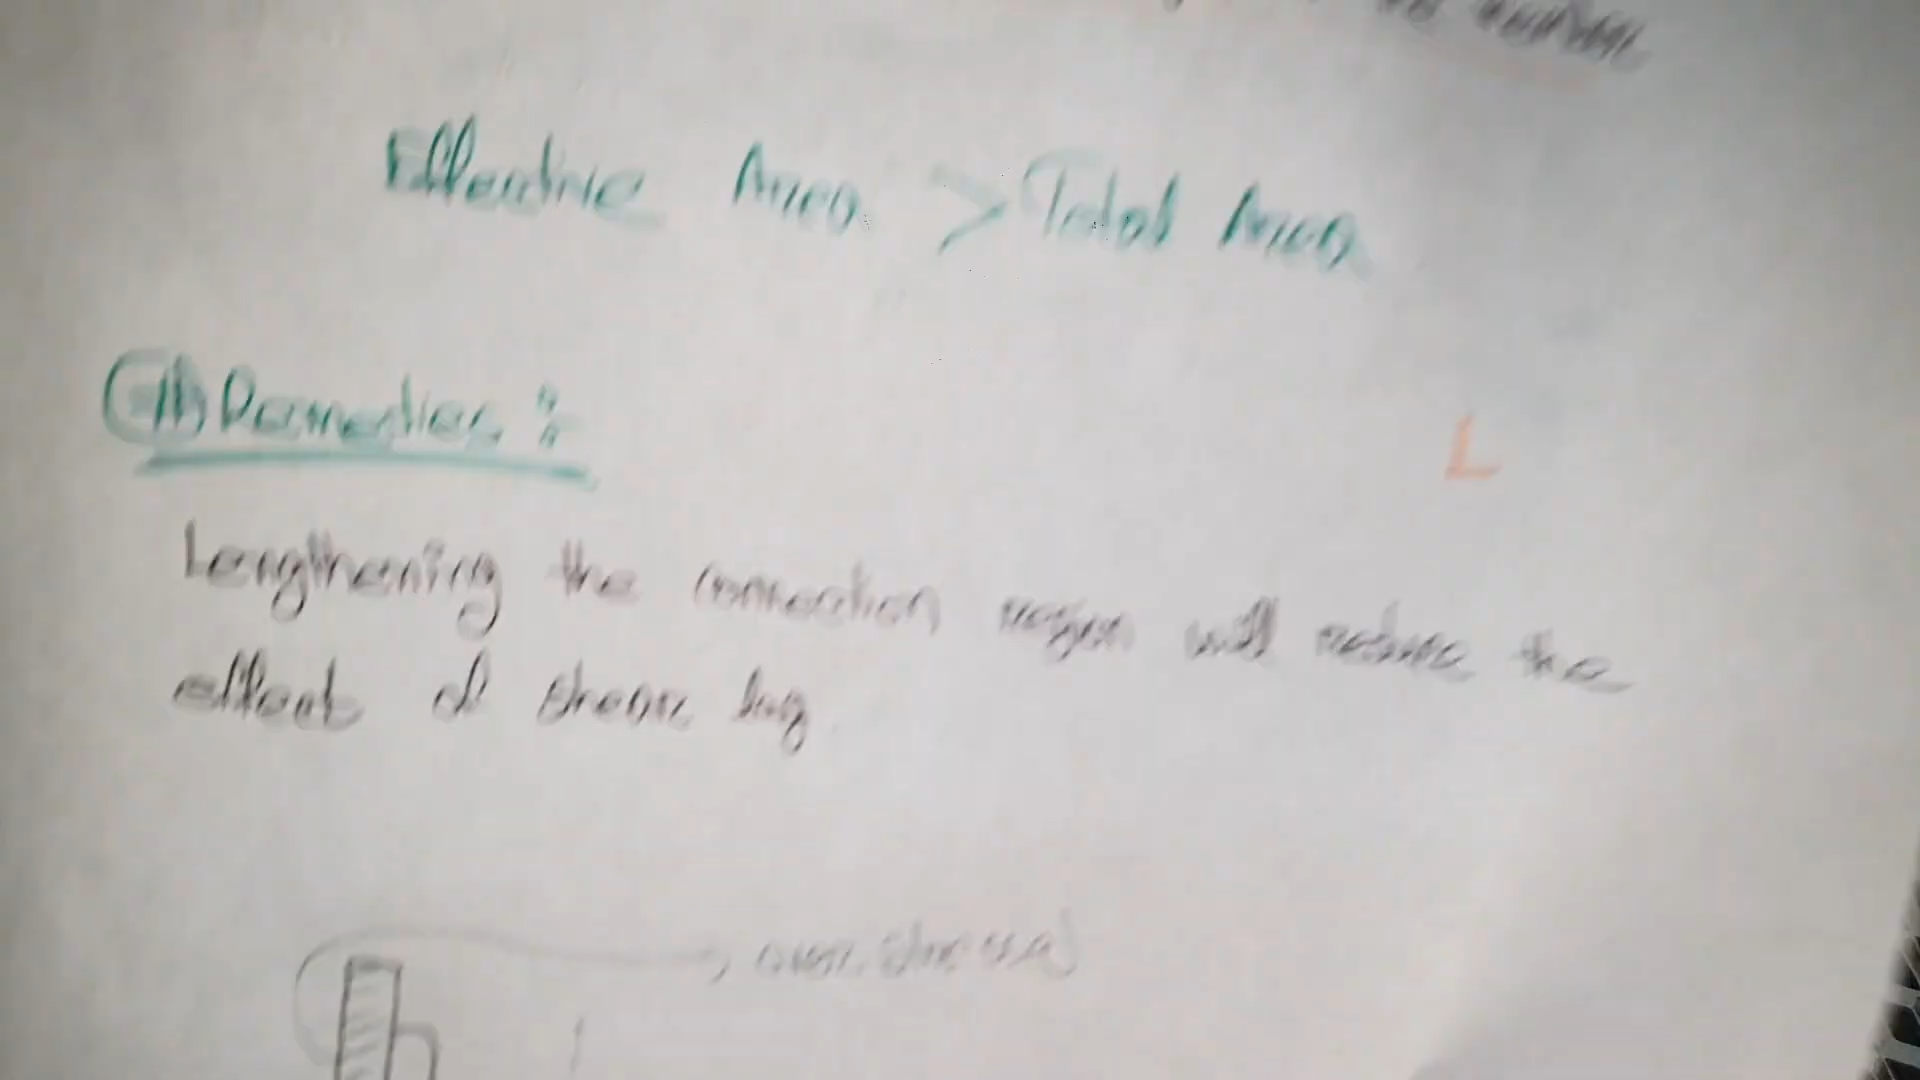 Effective Area > Total Area
Remedies :-
L
Lengthening the connection region will reduce the
effect of shear lag
over stressed